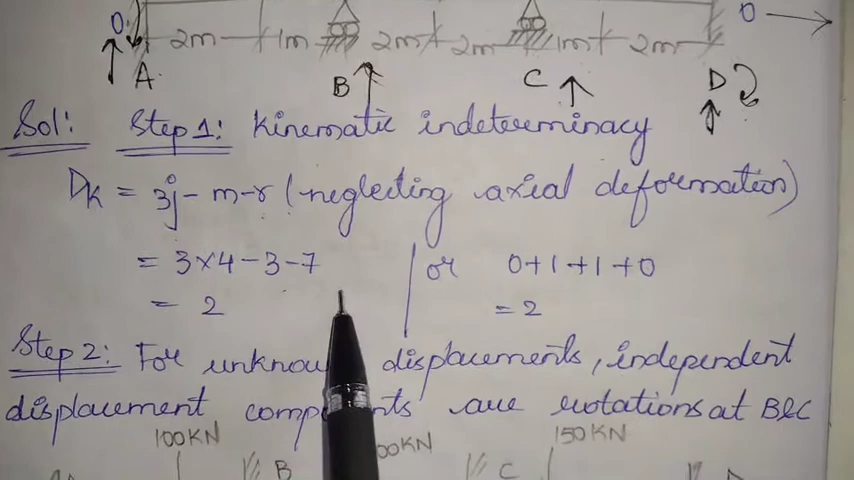 0 0
2m 1m 2m 2m 1m 2m
A B C D
Sol: Step 1: Kinematic indeterminacy
Dk = 3j - m - r (neglecting axial deformation)
= 3×4 - 3 - 7 or 0+1+1+0
= 2 = 2
Step 2: For displacements, independent
displacement are rotations at B&C
100KN 150KN
B C